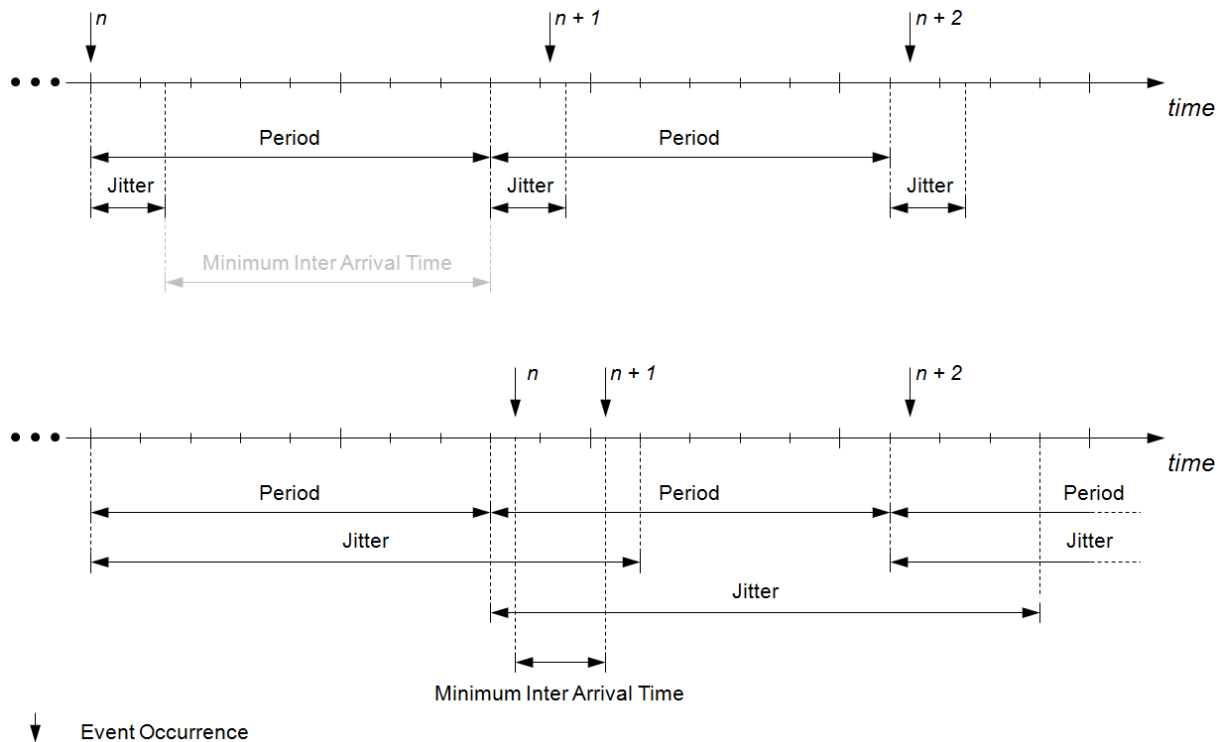 n
n + 1
n + 2
time
Period
Period
Jitter
Jitter
Jitter
Minimum Inter Arrival Time
n
n + 1
n + 2
time
Period
Period
Period
Jitter
Jitter
Jitter
Minimum Inter Arrival Time
Event Occurrence